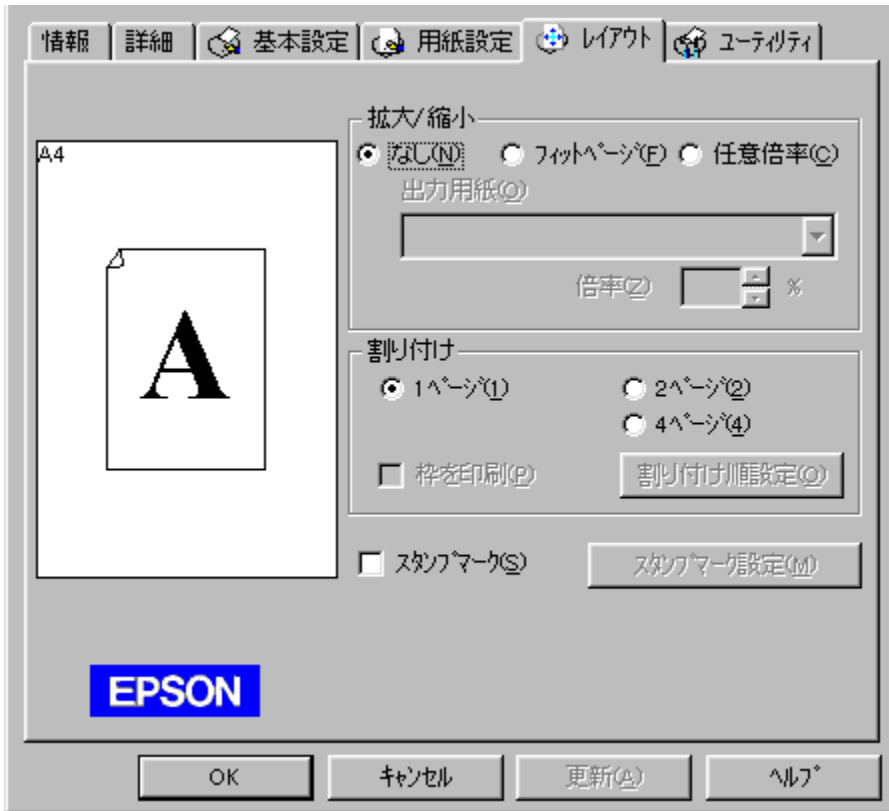 情報 詳細 基本設定 用紙設定 レイアウト ユーティリティ
拡大/縮小
A4
なし(N) フィットページ(F) 任意倍率(C)
出力用紙(O)
倍率(Z) %
A
割り付け
1ページ(1) 2ページ(2)
4ページ(4)
枠を印刷(P) 割り付け順設定(O)
スタンプマーク(S) スタンプマーク設定(M)
EPSON
OK キャンセル 更新(A) ヘルプ